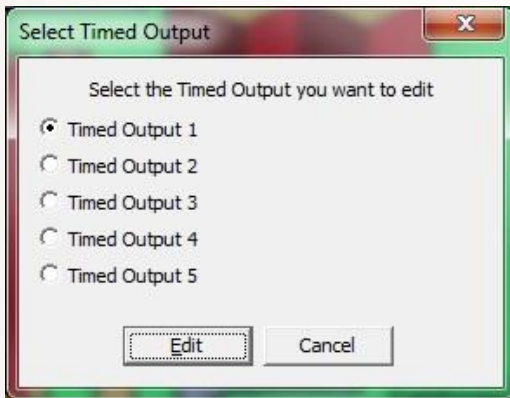 Select Timed Output
Select the Timed Output you want to edit
Timed Output 1
Timed Output 2
Timed Output 3
Timed Output 4
Timed Output 5
Edit Cancel